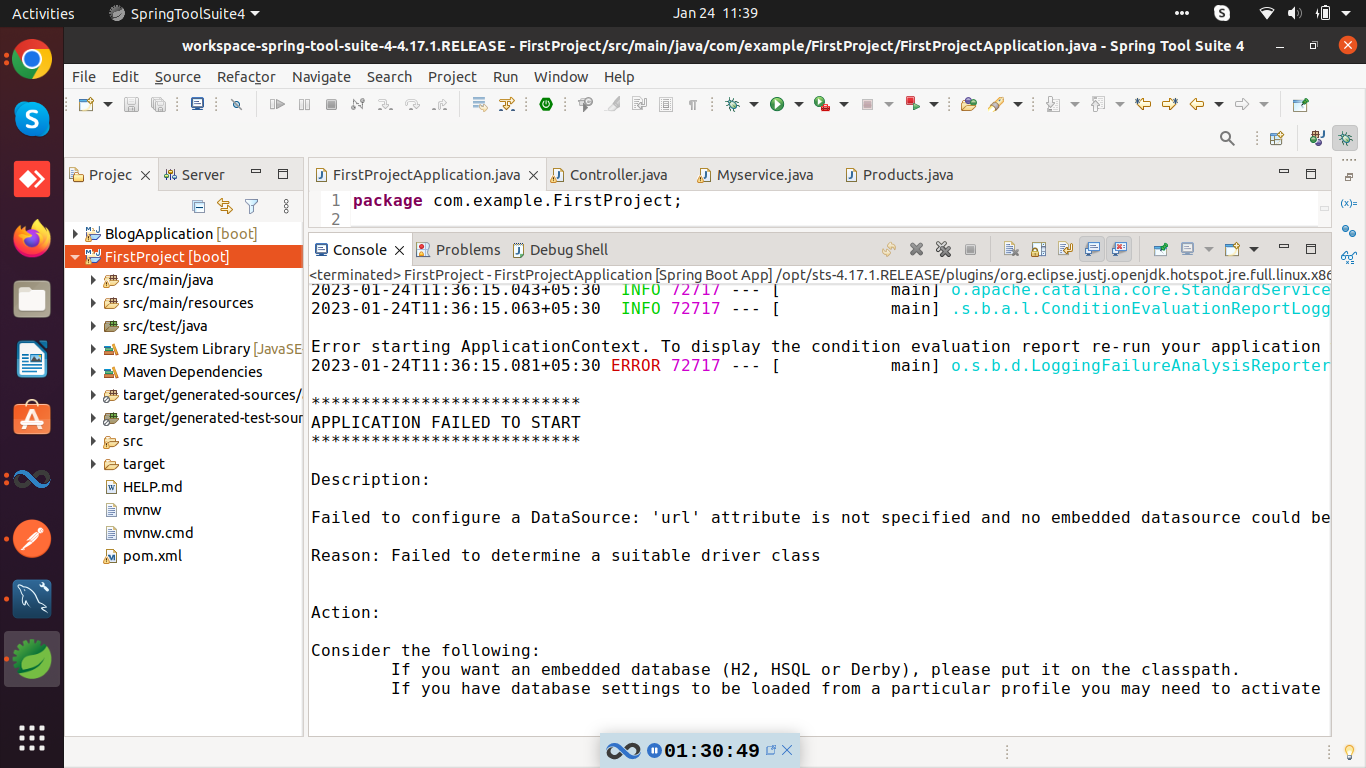 Activities SpringToolSuite4 Jan 24 11:39
workspace-spring-tool-suite-4-4.17.1.RELEASE - FirstProject/src/main/java/com/example/FirstProject/FirstProjectApplication.java - Spring Tool Suite 4
File Edit Source Refactor Navigate Search Project Run Window Help
Projec Server
BlogApplication [boot]
FirstProject [boot]
src/main/java
src/main/resources
src/test/java
JRE System Library [JavaSE
Maven Dependencies
target/generated-sources/
target/generated-test-sour
src
target
HELP.md
mvnw
mvnw.cmd
pom.xml
FirstProjectApplication.java Controller.java Myservice.java Products.java
1 package com.example.FirstProject;
2
Console Problems Debug Shell
<terminated> FirstProject - FirstProjectApplication [Spring Boot App] /opt/sts-4.17.1.RELEASE/plugins/org.eclipse.justj.openjdk.hotspot.jre.full.linux.x86
2023-01-24T11:36:15.043+05:30 INFO 72717 --- [ main] o.apache.catalina.core.StandardService
2023-01-24T11:36:15.063+05:30 INFO 72717 --- [ main] .s.b.a.l.ConditionEvaluationReportLogg
Error starting ApplicationContext. To display the condition evaluation report re-run your application
2023-01-24T11:36:15.081+05:30 ERROR 72717 --- [ main] o.s.b.d.LoggingFailureAnalysisReporter
***************************
APPLICATION FAILED TO START
***************************
Description:
Failed to configure a DataSource: 'url' attribute is not specified and no embedded datasource could be
Reason: Failed to determine a suitable driver class
Action:
Consider the following:
If you want an embedded database (H2, HSQL or Derby), please put it on the classpath.
If you have database settings to be loaded from a particular profile you may need to activate
01:30:49